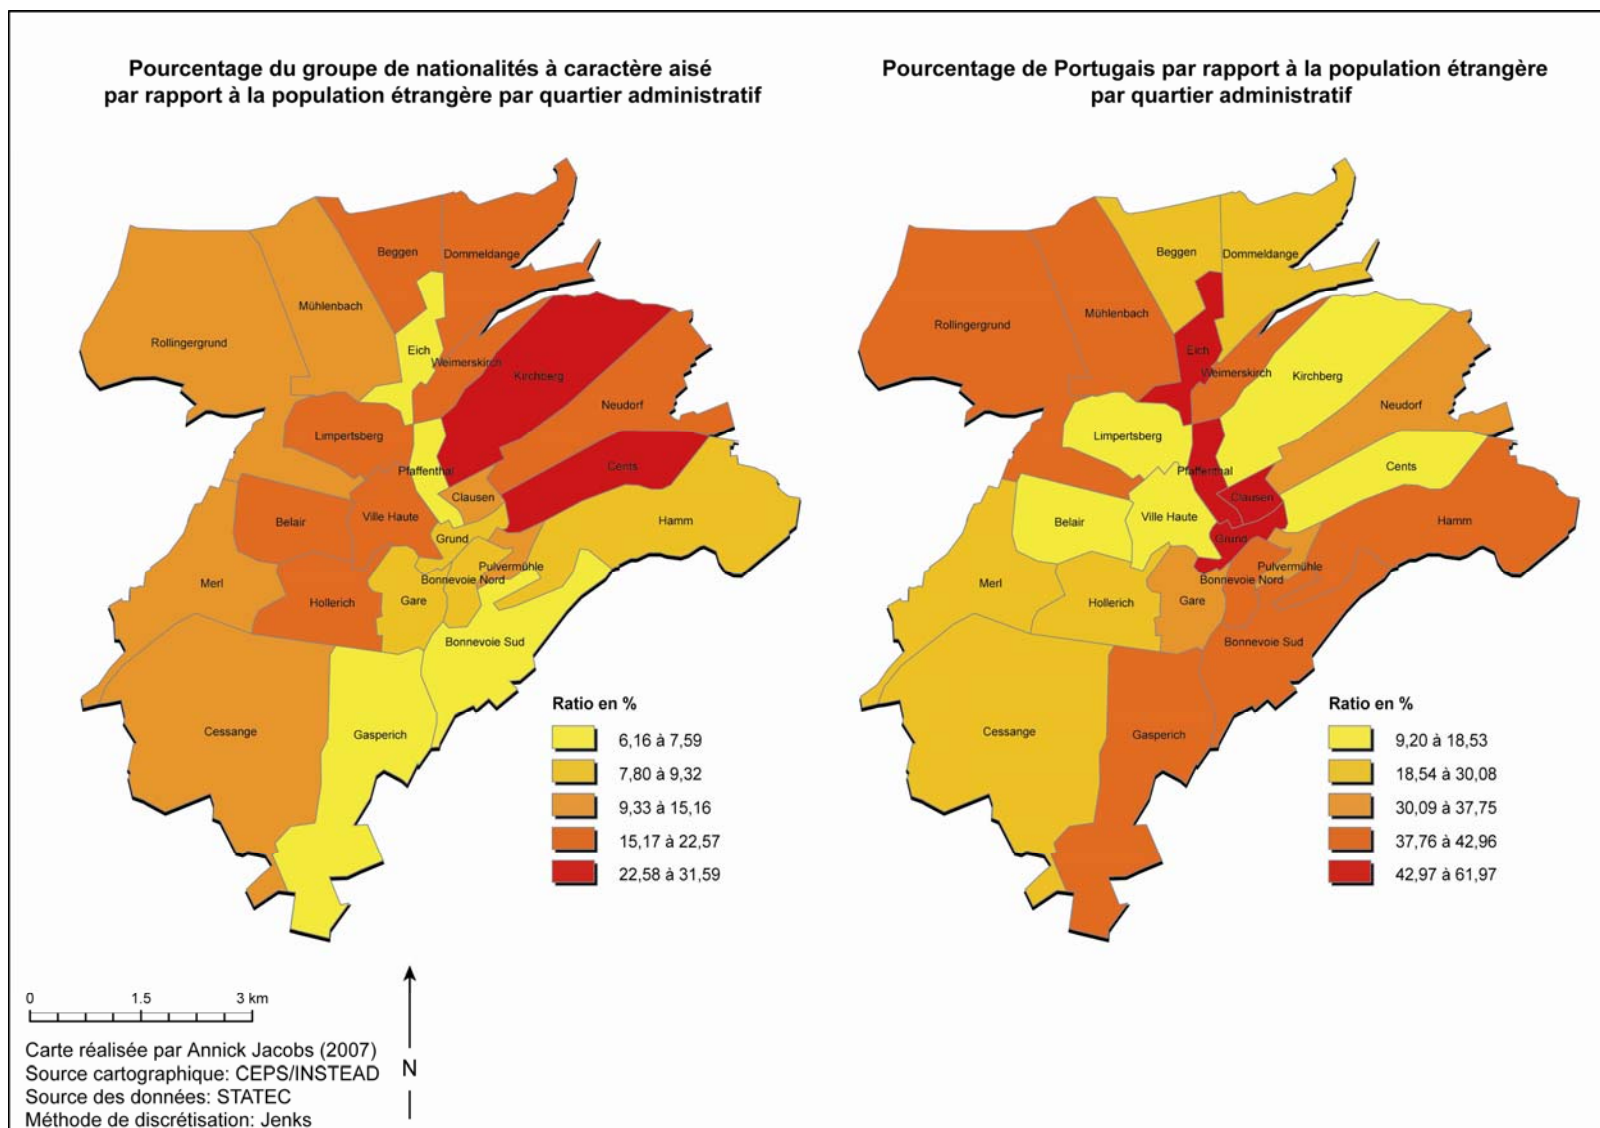 Pourcentage du groupe de nationalités à caractère aisé
par rapport à la population étrangère par quartier administratif
Pourcentage de Portugais par rapport à la population étrangère
par quartier administratif
Beggen
Dommeldange
Mühlenbach
Rollingergrund
Eich
Weimerskirch
Kirchberg
Neudorf
Limpertsberg
Pfaffenthal
Cents
Clausen
Belair
Ville Haute
Hamm
Grund
Pulvermühle
Bonnevoie Nord
Merl
Hollerich
Gare
Bonnevoie Sud
Cessange
Gasperich
Ratio en %
6,16 à 7,59
7,80 à 9,32
9,33 à 15,16
15,17 à 22,57
22,58 à 31,59
Beggen
Dommeldange
Mühlenbach
Rollingergrund
Eich
Weimerskirch
Kirchberg
Neudorf
Limpertsberg
Pfaffenthal
Cents
Clausen
Belair
Ville Haute
Hamm
Grund
Pulvermühle
Bonnevoie Nord
Merl
Hollerich
Gare
Bonnevoie Sud
Cessange
Gasperich
Ratio en %
9,20 à 18,53
18,54 à 30,08
30,09 à 37,75
37,76 à 42,96
42,97 à 61,97
0 1.5 3 km
N
Carte réalisée par Annick Jacobs (2007)
Source cartographique: CEPS/INSTEAD
Source des données: STATEC
Méthode de discrétisation: Jenks